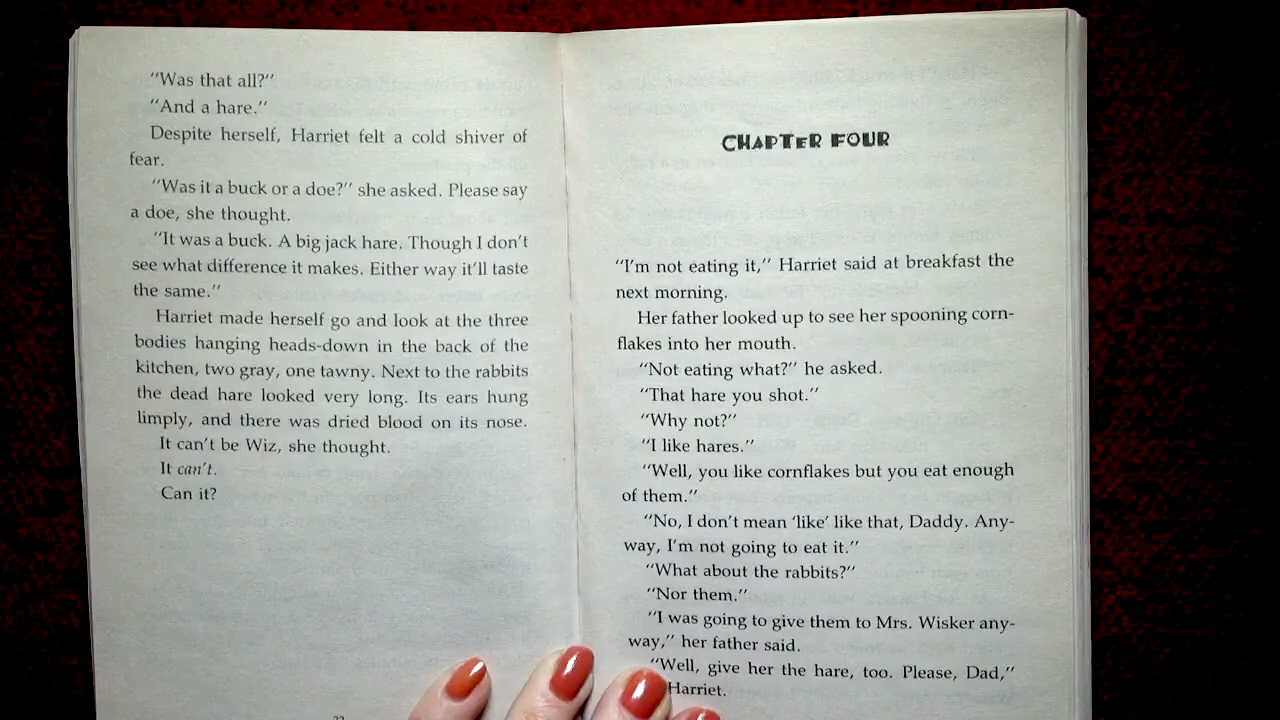 "Was that all?"
"And a hare."
Despite herself, Harriet felt a cold shiver of
fear.
"Was it a buck or a doe?" she asked. Please say
a doe, she thought.
"It was a buck. A big jack hare. Though I don't
see what difference it makes. Either way it'll taste
the same."
Harriet made herself go and look at the three
bodies hanging heads-down in the back of the
kitchen, two gray, one tawny. Next to the rabbits
the dead hare looked very long. Its ears hung
limply, and there was dried blood on its nose.
It can't be Wiz, she thought.
It can't.
Can it?
CHAPTER FOUR
"I'm not eating it," Harriet said at breakfast the
next morning.
Her father looked up to see her spooning corn-
flakes into her mouth.
"Not eating what?" he asked.
"That hare you shot."
"Why not?"
"I like hares."
"Well, you like cornflakes but you eat enough
of them."
"No, I don't mean 'like' like that, Daddy. Any-
way, I'm not going to eat it."
"What about the rabbits?"
"Nor them."
"I was going to give them to Mrs. Wisker any-
way," her father said.
"Well, give her the hare, too. Please, Dad,"
Harriet.